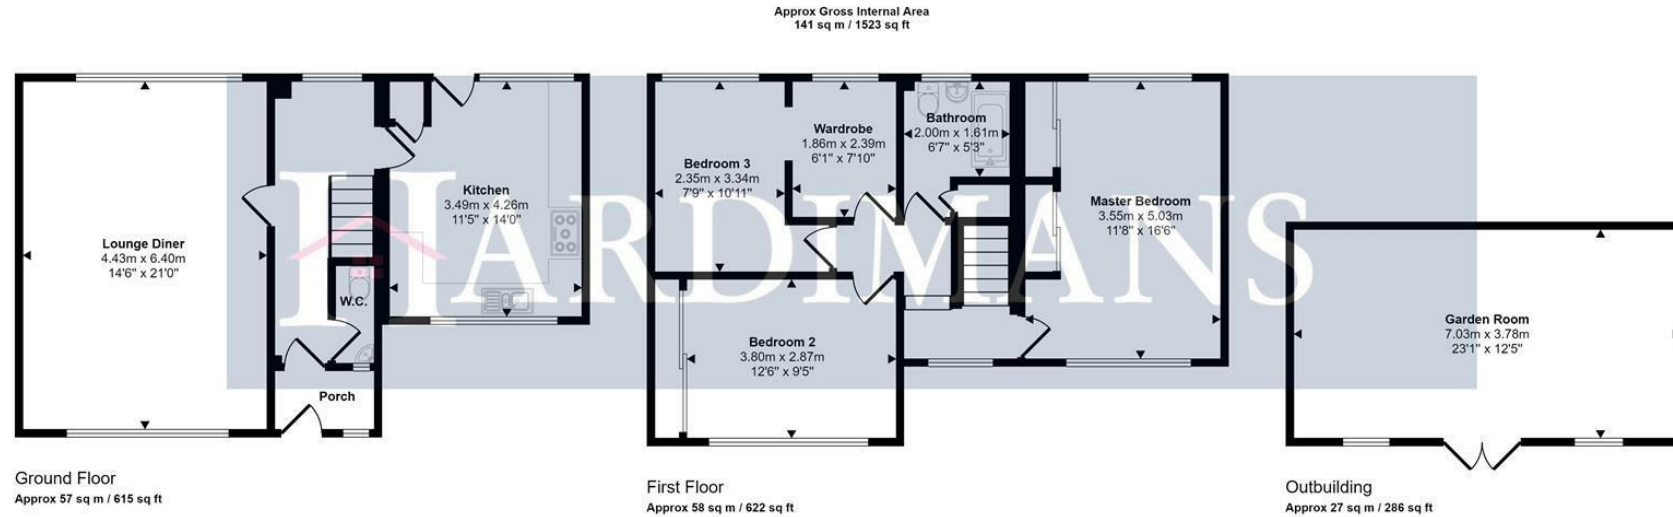 Approx Gross Internal Area
141 sq m / 1523 sq ft
Lounge Diner
4.43m x 6.40m
14'6" x 21'0"
W.C.
Porch
Kitchen
3.49m x 4.26m
11'5" x 14'0"
Ground Floor
Approx 57 sq m / 615 sq ft
Bedroom 3
2.35m x 3.34m
7'9" x 10'11"
Wardrobe
1.86m x 2.39m
6'1" x 7'10"
Bathroom
2.00m x 1.61m
6'7" x 5'3"
Master Bedroom
3.55m x 5.03m
11'8" x 16'6"
Bedroom 2
3.80m x 2.87m
12'6" x 9'5"
First Floor
Approx 58 sq m / 622 sq ft
Garden Room
7.03m x 3.78m
23'1" x 12'5"
Outbuilding
Approx 27 sq m / 286 sq ft
HARDIMANS